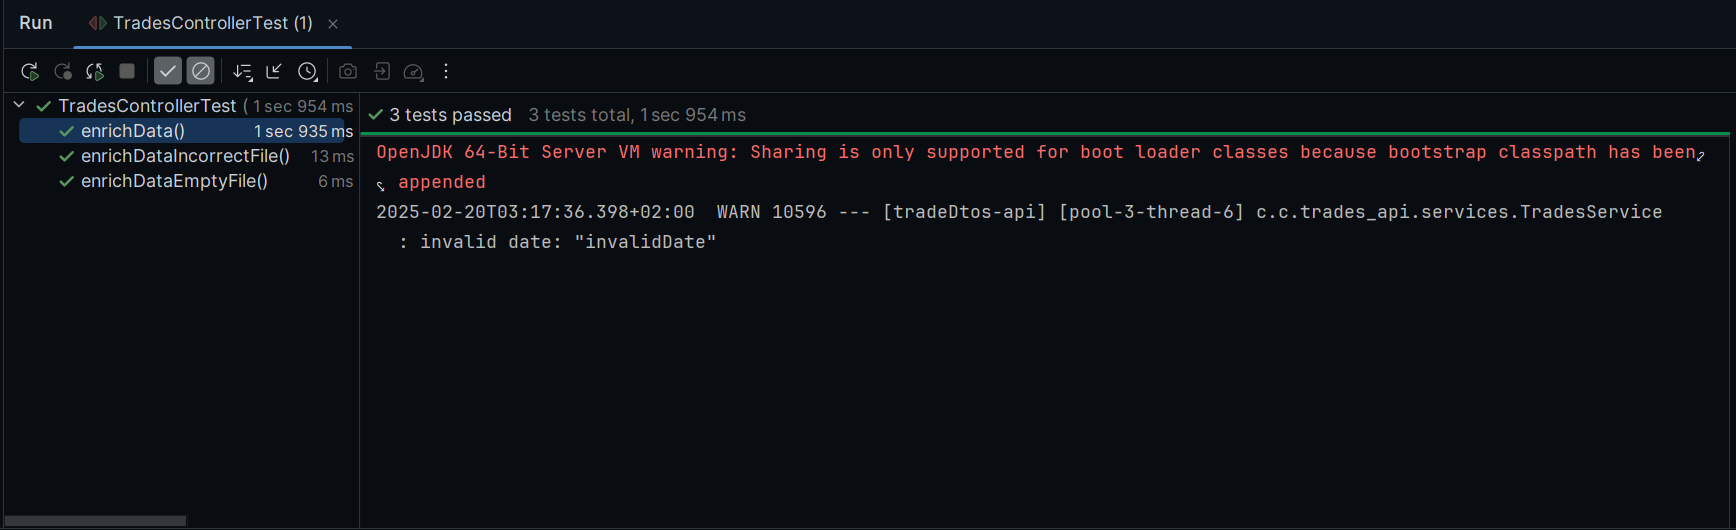 Run TradesControllerTest (1)
TradesControllerTest ( 1 sec 954 ms
enrichData() 1 sec 935 ms
enrichDataIncorrectFile() 13 ms
enrichDataEmptyFile() 6 ms
3 tests passed 3 tests total, 1 sec 954 ms
OpenJDK 64-Bit Server VM warning: Sharing is only supported for boot loader classes because bootstrap classpath has been
appended
2025-02-20T03:17:36.398+02:00  WARN 10596 --- [tradeDtos-api] [pool-3-thread-6] c.c.trades_api.services.TradesService
: invalid date: "invalidDate"